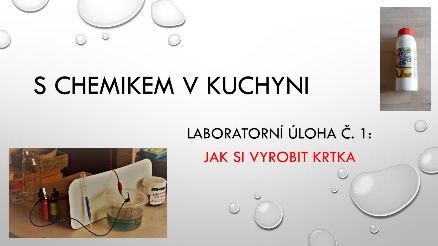 S CHEMIKEM V KUCHYNI
LABORATORNÍ ÚLOHA Č. 1:
JAK SI VYROBIT KRTKA